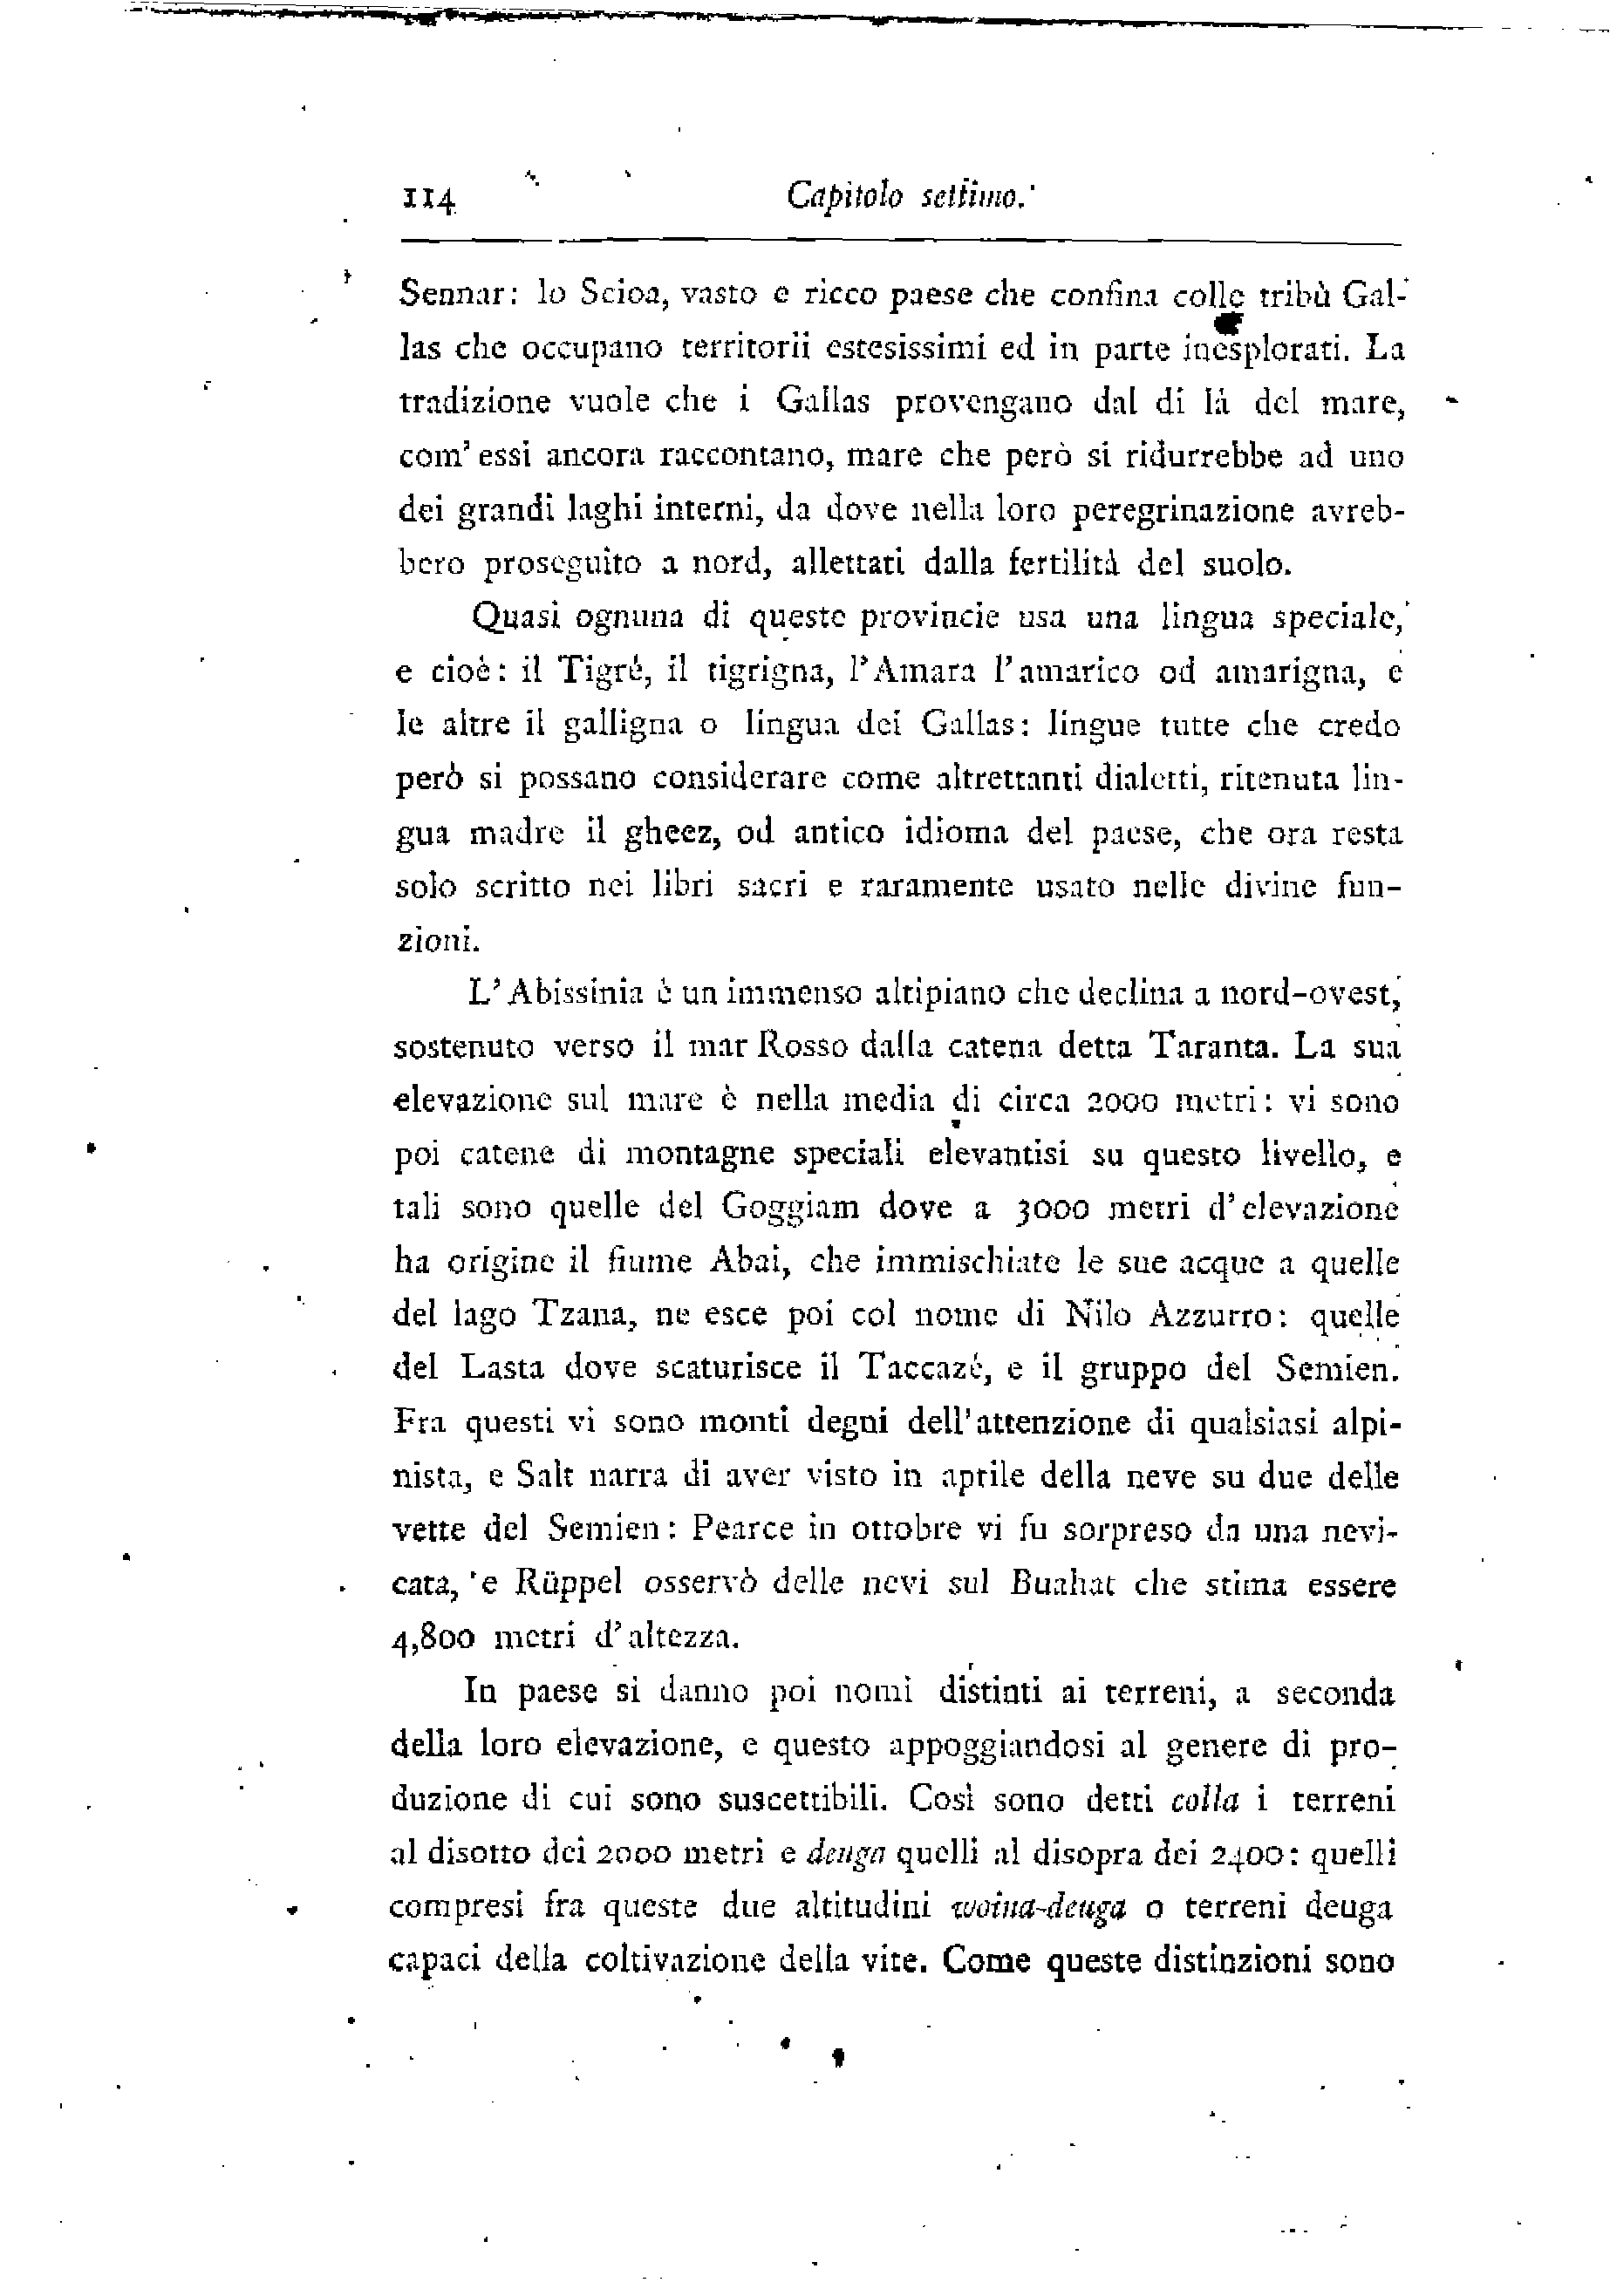 114
Capitolo settimo.
Sennar: lo Scioa, vasto e ricco paese che confina colle tribù Gal-
las che occupano territorii estesissimi ed in parte inesplorati. La
tradizione vuole che i Gallas provengano dal di là del mare,
com' essi ancora raccontano, mare che però si ridurrebbe ad uno
dei grandi laghi interni, da dove nella loro peregrinazione avreb-
bero proseguito a nord, allettati dalla fertilità del suolo.
Quasi ognuna di queste provincie usa una lingua speciale,
e cioè: il Tigré, il tigrigna, l'Amara l'amarico od amarigna, e
le altre il galligna o lingua dei Gallas: lingue tutte che credo
però si possano considerare come altrettanti dialetti, ritenuta lin-
gua madre il gheez, od antico idioma del paese, che ora resta
solo scritto nei libri sacri e raramente usato nelle divine fun-
zioni.
L'Abissinia è un immenso altipiano che declina a nord-ovest,
sostenuto verso il mar Rosso dalla catena detta Taranta. La sua
elevazione sul mare è nella media di circa 2000 metri: vi sono
poi catene di montagne speciali elevantisi su questo livello, e
tali sono quelle del Goggiam dove a 3000 metri d'elevazione
ha origine il fiume Abai, che immischiate le sue acque a quelle
del lago Tzana, ne esce poi col nome di Nilo Azzurro: quelle
del Lasta dove scaturisce il Taccazé, e il gruppo del Semien.
Fra questi vi sono monti degni dell'attenzione di qualsiasi alpi-
nista, e Salt narra di aver visto in aprile della neve su due delle
vette del Semien: Pearce in ottobre vi fu sorpreso da una nevi-
cata, e Rüppel osservò delle nevi sul Buahat che stima essere
4,800 metri d'altezza.
In paese si danno poi nomi distinti ai terreni, a seconda
della loro elevazione, e questo appoggiandosi al genere di pro-
duzione di cui sono suscettibili. Così sono detti colla i terreni
al disotto dei 2000 metri e deuga quelli al disopra dei 2400: quelli
compresi fra queste due altitudini woina-deuga o terreni deuga
capaci della coltivazione della vite. Come queste distinzioni sono